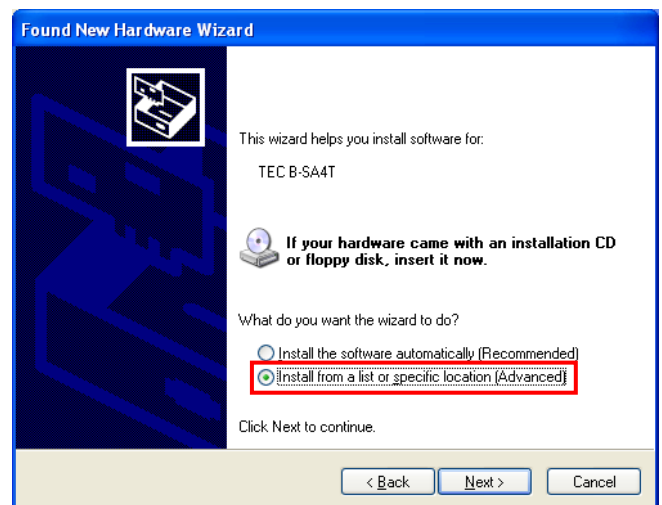 Found New Hardware Wizard
This wizard helps you install software for:
TEC B-SA4T
If your hardware came with an installation CD
or floppy disk, insert it now.
What do you want the wizard to do?
Install the software automatically (Recommended)
Install from a list or specific location (Advanced)
Click Next to continue.
< Back Next > Cancel